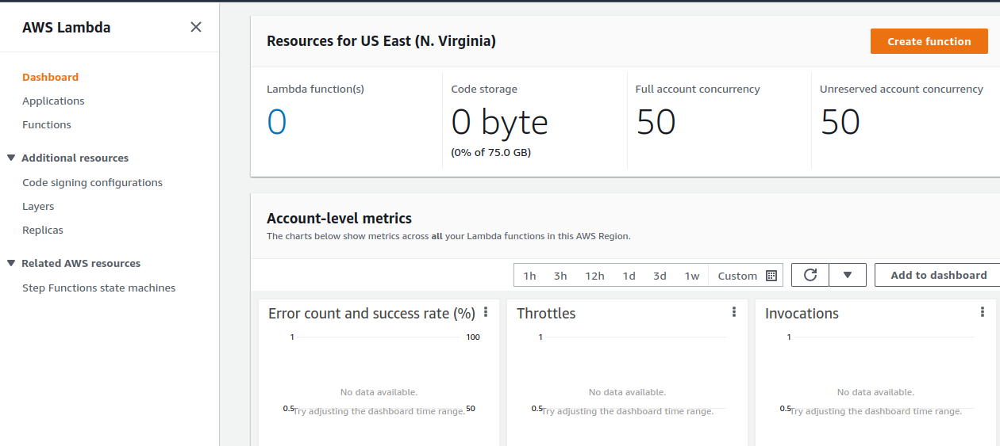 AWS Lambda
Dashboard
Applications
Functions
Additional resources
Code signing configurations
Layers
Replicas
Related AWS resources
Step Functions state machines
Resources for US East (N. Virginia)
Create function
Lambda function(s)
0
Code storage
0 byte
(0% of 75.0 GB)
Full account concurrency
50
Unreserved account concurrency
50
Account-level metrics
The charts below show metrics across all your Lambda functions in this AWS Region.
1h 3h 12h 1d 3d 1w Custom
Add to dashboard
Error count and success rate (%)
1 100
No data available.
0.5 50
Try adjusting the dashboard time range.
Throttles
1
No data available.
0.5
Try adjusting the dashboard time range.
Invocations
1
No data available.
0.5
Try adjusting the dashboard time range.